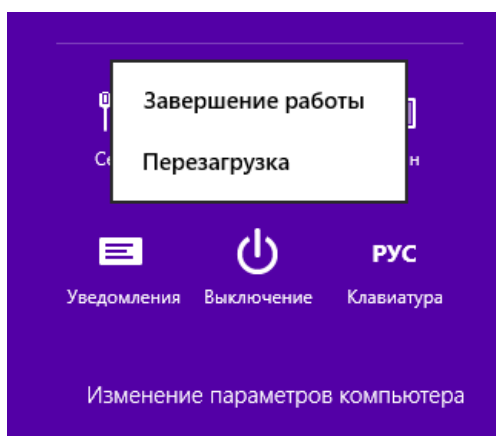 Завершение работы
Перезагрузка
Уведомления Выключение Клавиатура
РУС
Изменение параметров компьютера